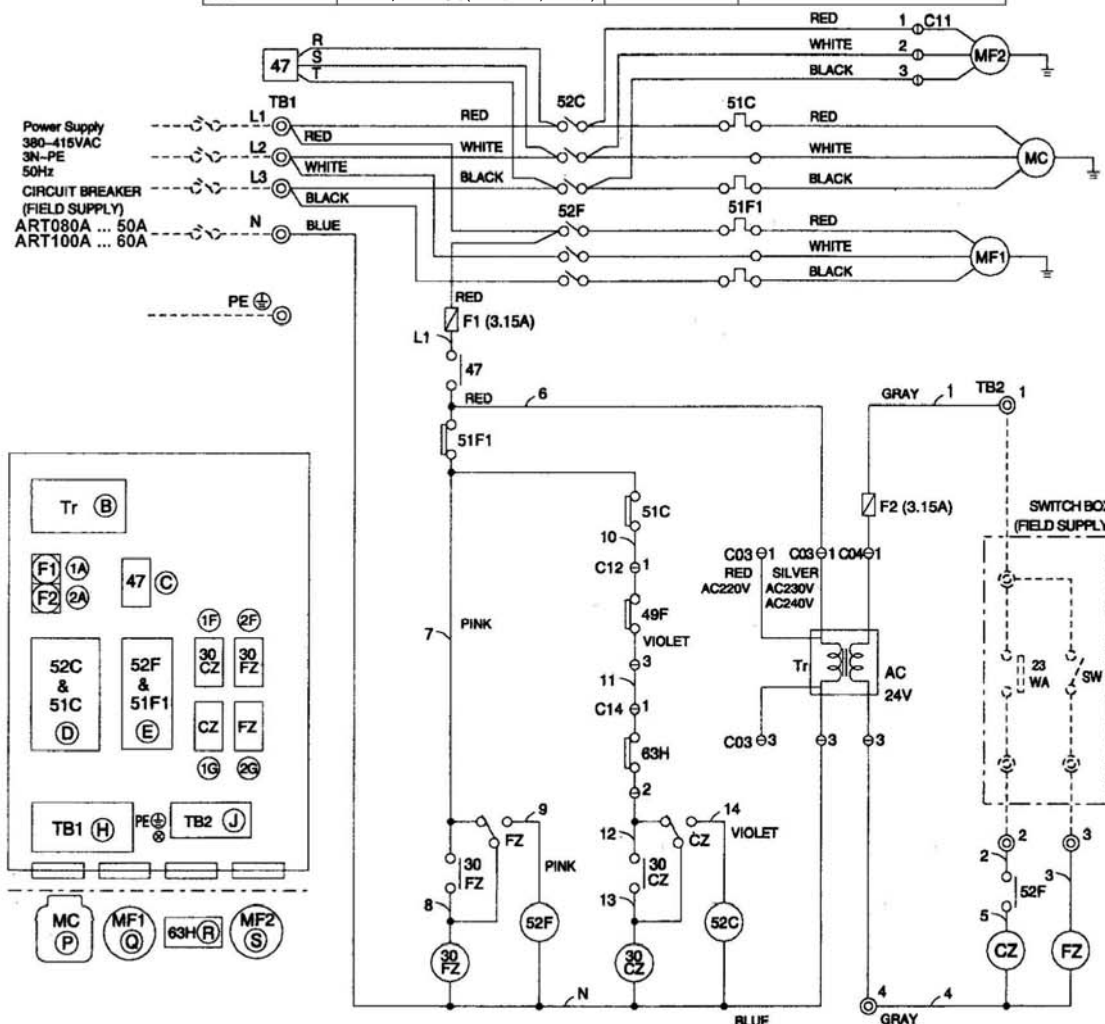 RED 1 C11
R
S
T
47
WHITE 2
BLACK 3
MF2
TB1
52C
51C
Power Supply
380–415VAC
3N~PE
50Hz
CIRCUIT BREAKER
(FIELD SUPPLY)
ART080A ... 50A
ART100A ... 60A
L1
RED
RED
RED
L2
WHITE
WHITE
WHITE
MC
L3
BLACK
BLACK
BLACK
N
BLUE
52F
51F1
RED
WHITE
MF1
BLACK
PE
RED
F1 (3.15A)
L1
47
RED
6
GRAY
1
TB2
1
51F1
F2 (3.15A)
SWITCH BOX
(FIELD SUPPLY
51C
10
C12 1
49F
VIOLET
3
11
C14 1
63H
2
C03 1
C03 1
C04 1
RED
AC220V
SILVER
AC230V
AC240V
Tr
AC
24V
C03 3
3
3
23
WA
SW
7
PINK
Tr B
F1 1A
F2 2A
47 C
1F 2F
52C
&
51C
D
52F
&
51F1
E
30
CZ
30
FZ
CZ
FZ
1G 2G
TB1 H
PE
TB2 J
MC
P
MF1
Q
63H R
MF2
S
9
FZ
PINK
30
FZ
8
52F
30
FZ
12
14
CZ
VIOLET
30
CZ
13
52C
30
CZ
2
2
3
3
52F
5
CZ
FZ
N
BLUE
4
4
GRAY